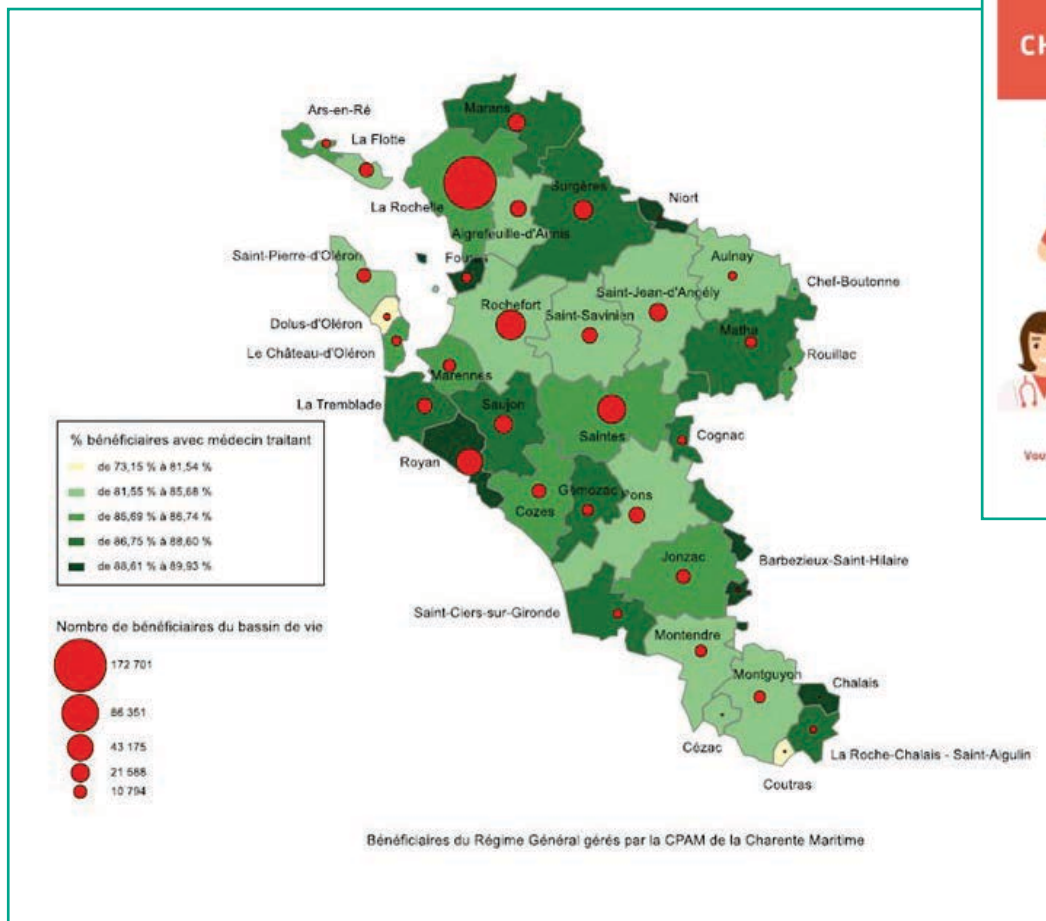 CH
Ars-en-Ré
La Flotte
Marans
La Rochelle
Surgères
Niort
Aigrefeuille-d'Aunis
Saint-Pierre-d'Oléron
Fouras
Aulnay
Chef-Boutonne
Saint-Jean-d'Angély
Rochefort
Saint-Savinien
Dolus-d'Oléron
Matha
Le Château-d'Oléron
Rouillac
Marennes
La Tremblade
Saujon
Saintes
Cognac
Royan
Cozes
Gémozac
Pons
Jonzac
Barbezieux-Saint-Hilaire
Saint-Ciers-sur-Gironde
Montendre
Montguyon
Chalais
Cézac
La Roche-Chalais - Saint-Aigulin
Coutras
% bénéficiaires avec médecin traitant
de 73,15 % à 81,54 %
de 81,55 % à 85,68 %
de 85,69 % à 86,74 %
de 86,75 % à 88,60 %
de 88,61 % à 89,93 %
Nombre de bénéficiaires du bassin de vie
172 701
86 351
43 175
21 588
10 794
Bénéficiaires du Régime Général gérés par la CPAM de la Charente Maritime
Vou